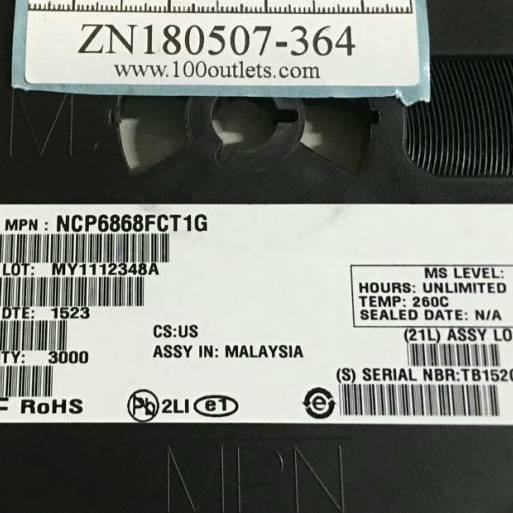 ZN180507-364
www.100outlets.com
M
MPN : NCP6868FCT1G
LOT: MY1112348A
DTE: 1523
TY: 3000
CS:US
ASSY IN: MALAYSIA
MS LEVEL:
HOURS: UNLIMITED
TEMP: 260C
SEALED DATE: N/A
(21L) ASSY LO
(S) SERIAL NBR:TB152
F RoHS
Pb 2LI e1
e
MPN